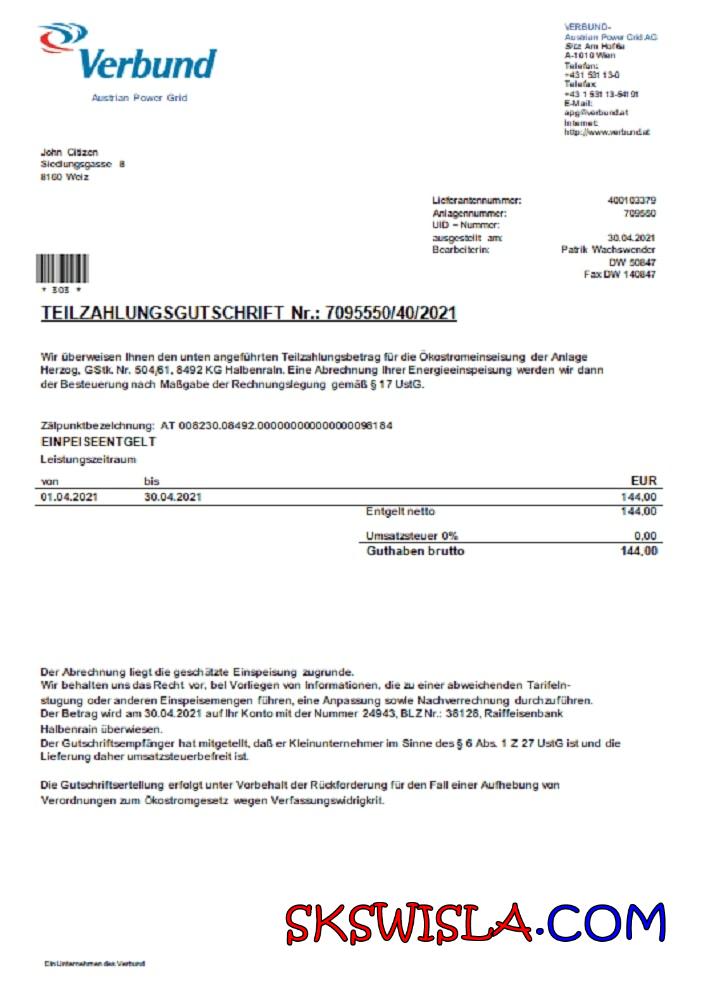 Verbund
Austrian Power Grid
VERBUND-
Austrian Power Grid AG
Sitz Am Hof 6a
A-1010 Wien
Telefon:
+431 531 13-0
Telefax
+43 1 531 13-54191
E-Mail:
apg@verbund.at
Internet:
http://www.verbund.at
John Citizen
Siedlungsgasse 8
8160 Weiz
Lieferantennummer: 400103379
Anlagennummer: 709550
UID – Nummer:
ausgestellt am: 30.04.2021
Bearbeiterin: Patrik Wachswender
DW 50847
Fax DW 140847
* 303 *
TEILZAHLUNGSGUTSCHRIFT Nr.: 7095550/40/2021
Wir überweisen Ihnen den unten angeführten Teilzahlungsbetrag für die Ökostromeinseisung der Anlage
Herzog, GStk. Nr. 504/61, 8492 KG Halbenraln. Eine Abrechnung Ihrer Energieeinspeisung werden wir dann
der Besteuerung nach Maßgabe der Rechnungslegung gemäß § 17 UstG.
Zälpunktbezelchnung: AT 008230.08492.000000000000000098184
EINPEISEENTGELT
Leistungszeitraum
von bis EUR
01.04.2021 30.04.2021 144,00
Entgelt netto 144,00
Umsatzsteuer 0% 0,00
Guthaben brutto 144,00
Der Abrechnung liegt die geschätzte Einspeisung zugrunde.
Wir behalten uns das Recht vor, bei Vorliegen von Informationen, die zu einer abweichenden Tarifeln-
stugung oder anderen Einspeisemengen führen, eine Anpassung sowie Nachverrechnung durchzuführen.
Der Betrag wird am 30.04.2021 auf Ihr Konto mit der Nummer 24943, BLZ Nr.: 38128, Raiffeisenbank
Halbenrain überwiesen.
Der Gutschriftsempfänger hat mitgetellt, daß er Kleinunternehmer im Sinne des § 6 Abs. 1 Z 27 UstG ist und die
Lieferung daher umsatzsteuerbefreit ist.
Die Gutschriftsertellung erfolgt unter Vorbehalt der Rückforderung für den Fall einer Aufhebung von
Verordnungen zum Ökostromgesetz wegen Verfassungswidrigkrit.
SKSWISLA.COM
Ein Unternehmen des Verbund